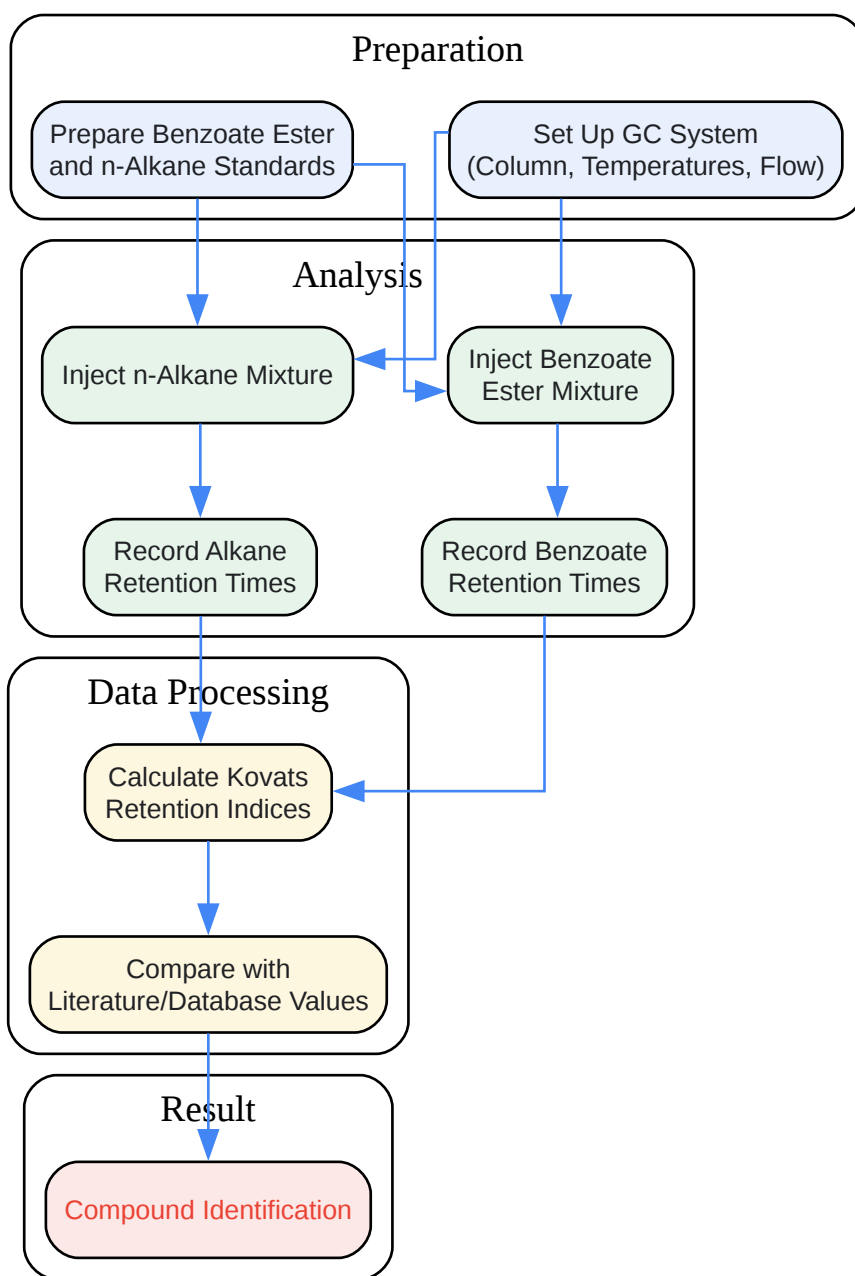 Preparation
Prepare Benzoate Ester
and n-Alkane Standards
Set Up GC System
(Column, Temperatures, Flow)
Analysis
Inject n-Alkane Mixture
Inject Benzoate
Ester Mixture
Record Alkane
Retention Times
Record Benzoate
Retention Times
Data Processing
Calculate Kovats
Retention Indices
Compare with
Literature/Database Values
Result
Compound Identification